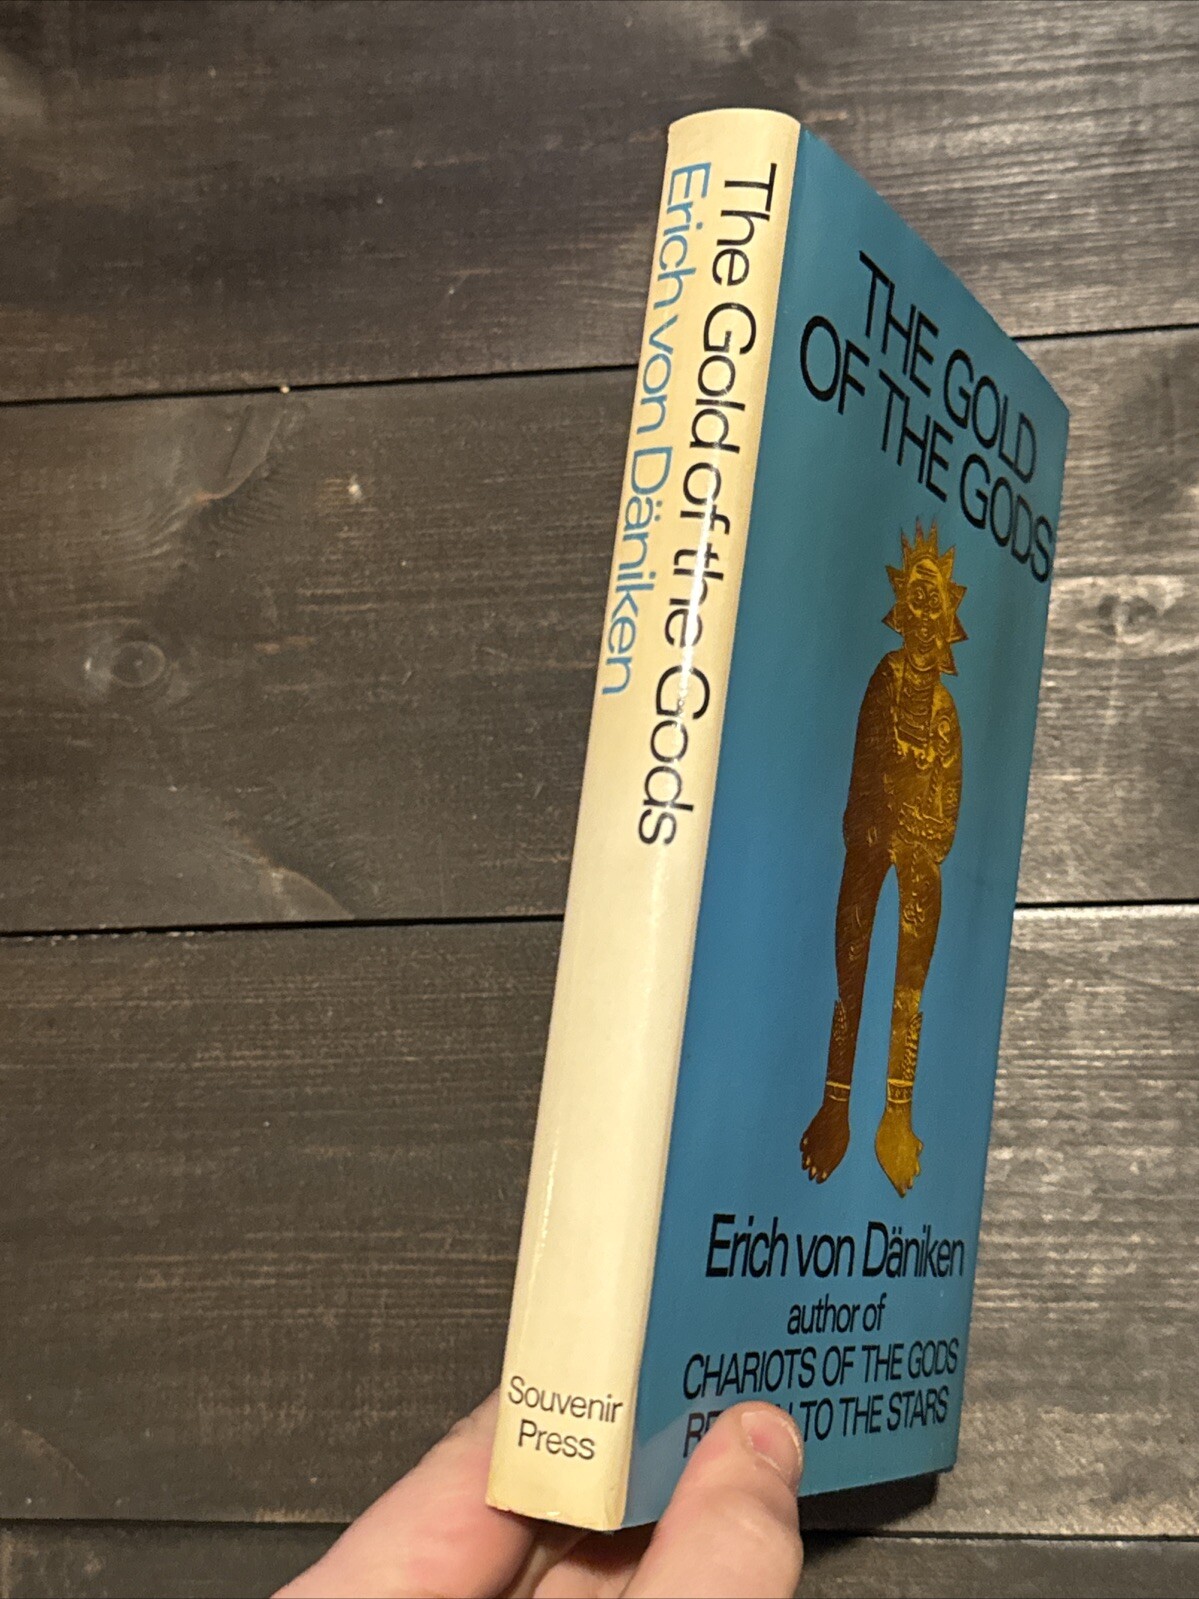 The Gold of the Gods
Erich von Däniken
Souvenir
Press
THE GOLD
OF THE GODS
Erich von Däniken
author of
CHARIOTS OF THE GODS
TO THE STARS